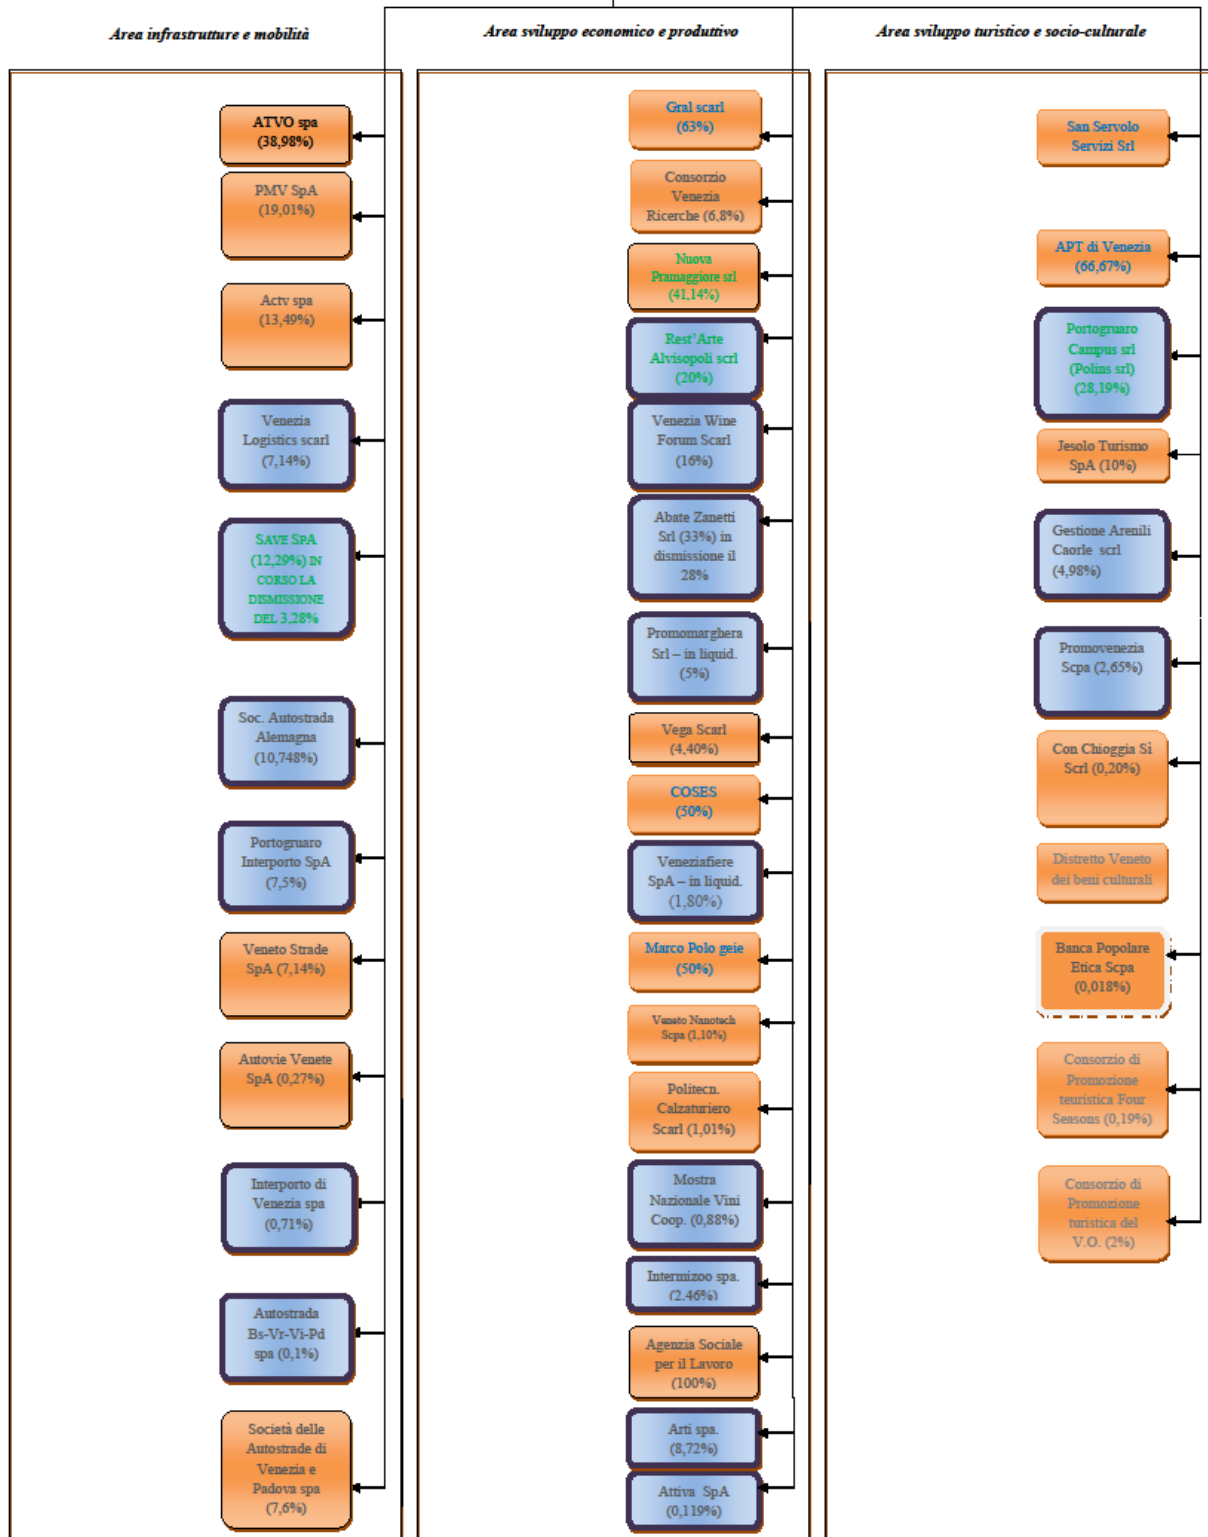 Area infrastrutture e mobilità
ATVO spa
(38,98%)
PMV SpA
(19,01%)
Actv spa
(13,49%)
Venezia
Logistics scarl
(7,14%)
SAVE SPA
(12,29%) IN
CORSO LA
DISMISSIONE
DEL 3,28%
Soc. Autostrada
Alemagna
(10,748%)
Portogruaro
Interporto SpA
(7,5%)
Veneto Strade
SpA (7,14%)
Autovie Venete
SpA (0,27%)
Interporto di
Venezia spa
(0,71%)
Autostrada
Bs-Vr-Vi-Pd
spa (0,1%)
Società delle
Autostrade di
Venezia e
Padova spa
(7,6%)
Area sviluppo economico e produttivo
Gral scarl
(63%)
Consorzio
Venezia
Ricerche (6,8%)
Nuova
Pramaggiore srl
(41,14%)
Rest'Arte
Alvisopoli scrl
(20%)
Venezia Wine
Forum Scarl
(16%)
Abate Zanetti
Srl (33%) in
dismissione il
28%
Promomarghera
Srl – in liquid.
(5%)
Vega Scarl
(4,40%)
COSES
(50%)
Veneziafiere
SpA – in liquid.
(1,80%)
Marco Polo geie
(50%)
Veneto Nanotech
Scpa (1,10%)
Politecn.
Calzaturiero
Scarl (1,01%)
Mostra
Nazionale Vini
Coop. (0,88%)
Intermizoo spa.
(2,46%)
Agenzia Sociale
per il Lavoro
(100%)
Arti spa.
(8,72%)
Attiva SpA
(0,119%)
Area sviluppo turistico e socio-culturale
San Servolo
Servizi Srl
APT di Venezia
(66,67%)
Portogruaro
Campus srl
(Polins srl)
(28,19%)
Jesolo Turismo
SpA (10%)
Gestione Arenili
Caorle scrl
(4,98%)
Promovenezia
Scpa (2,65%)
Con Chioggia Sì
Scrl (0,20%)
Distretto Veneto
dei beni culturali
Banca Popolare
Etica Scpa
(0,018%)
Consorzio di
Promozione
teuristica Four
Seasons (0,19%)
Consorzio di
Promozione
turistica del
V.O. (2%)